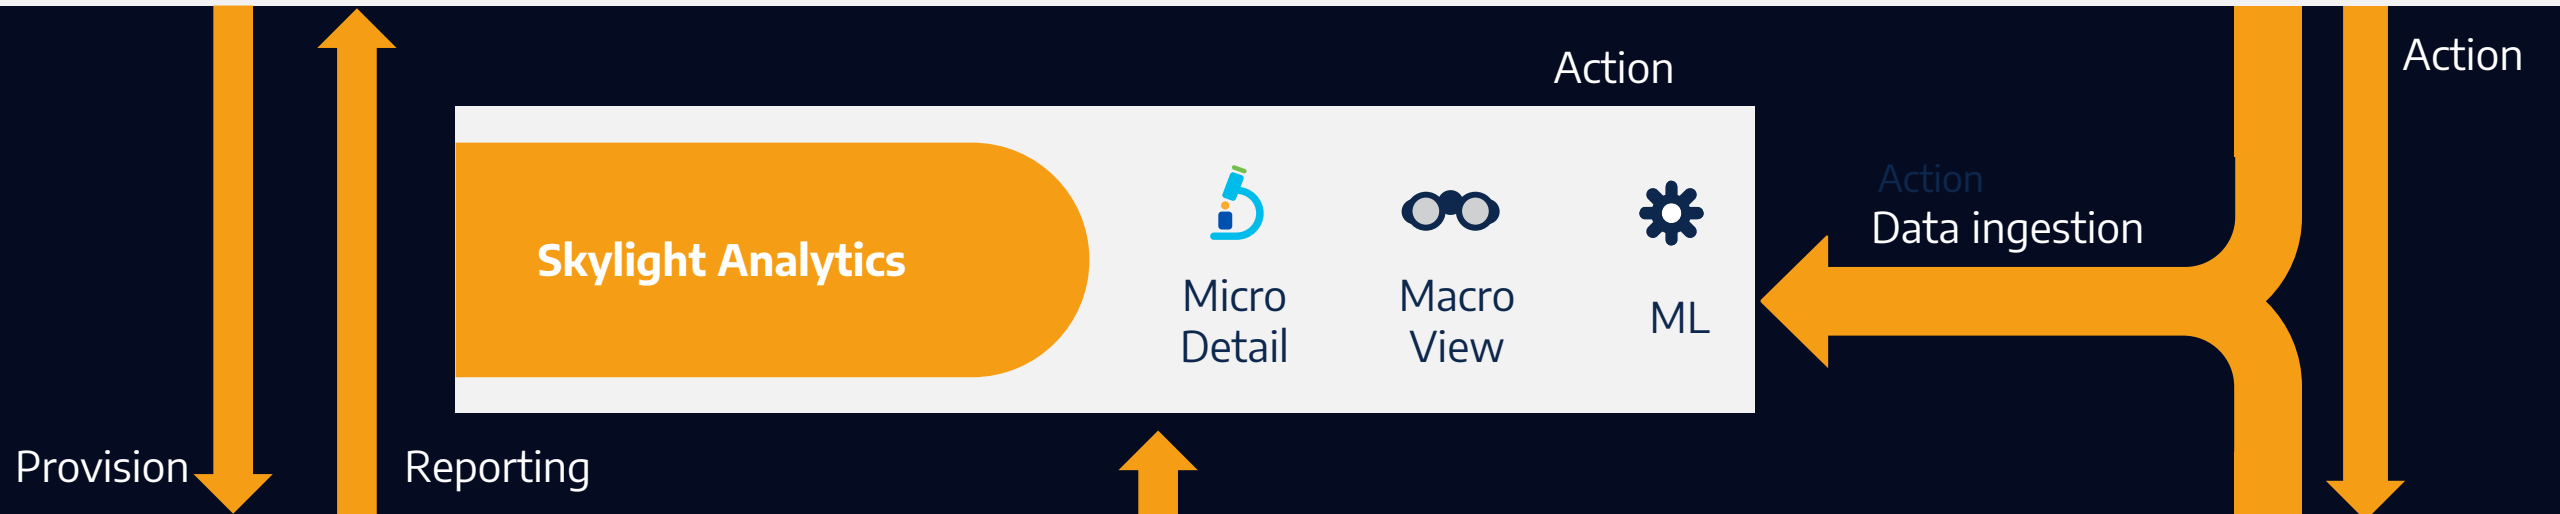 Action
Action
Action
Data ingestion
Skylight Analytics
Micro
Detail
Macro
View
ML
Provision
Reporting